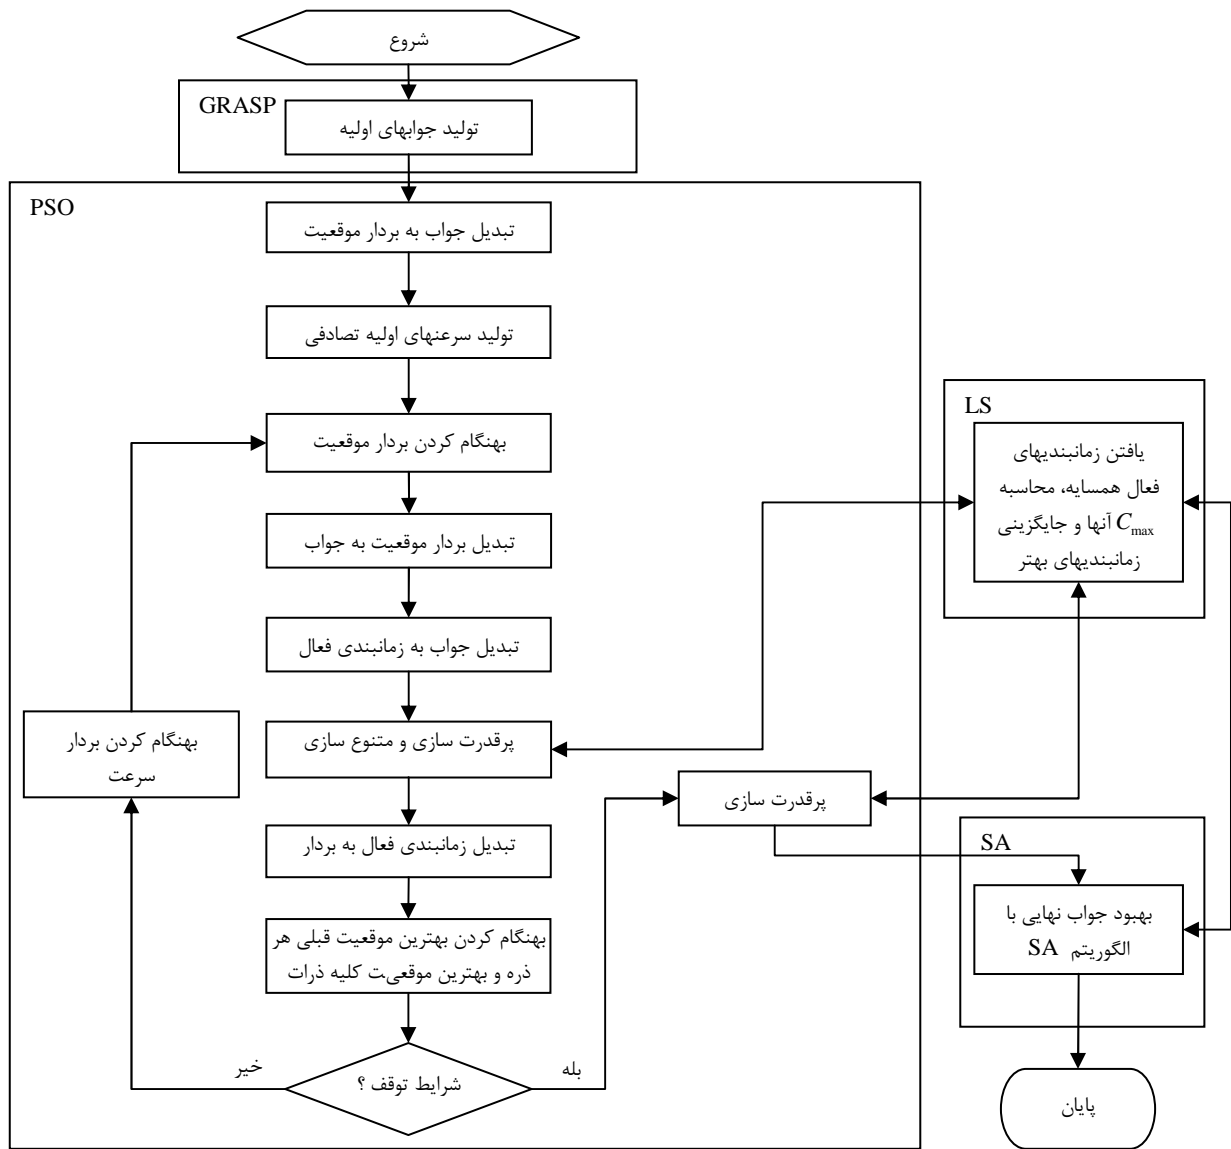 شروع
GRASP
تولید جوابهای اولیه
PSO
تبدیل جواب به بردار موقعیت
تولید سرعنهای اولیه تصادفی
بهنگام کردن بردار موقعیت
تبدیل بردار موقعیت به جواب
تبدیل جواب به زمانبندی فعال
پرقدرت سازی و متنوع سازی
تبدیل زمانبندی فعال به بردار
بهنگام کردن بهترین موقعیت قبلی هر
ذره و بهترین موقعیت کلیه ذرات
شرایط توقف ؟
خیر
بله
بهنگام کردن بردار
سرعت
پرقدرت سازی
LS
یافتن زمانبندیهای
فعال همسایه، محاسبه
C_max آنها و جایگزینی
زمانبندیهای بهتر
SA
بهبود جواب نهایی با
الگوریتم SA
پایان